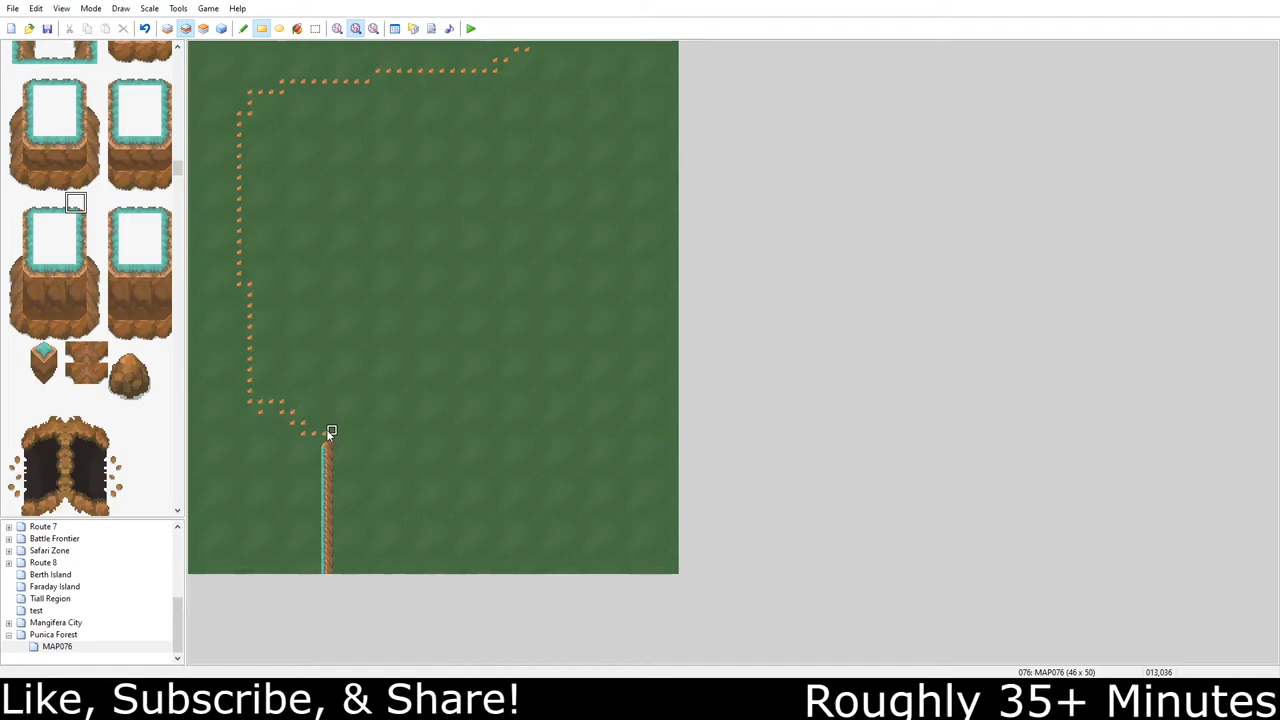 File Edit View Mode Draw Scale Tools Game Help
Route 7
Battle Frontier
Safari Zone
Route 8
Berth Island
Faraday Island
Tiall Region
test
Mangifera City
Punica Forest
MAP076
076: MAP076 (46 x 50) 013,036
Like, Subscribe, & Share! Roughly 35+ Minutes